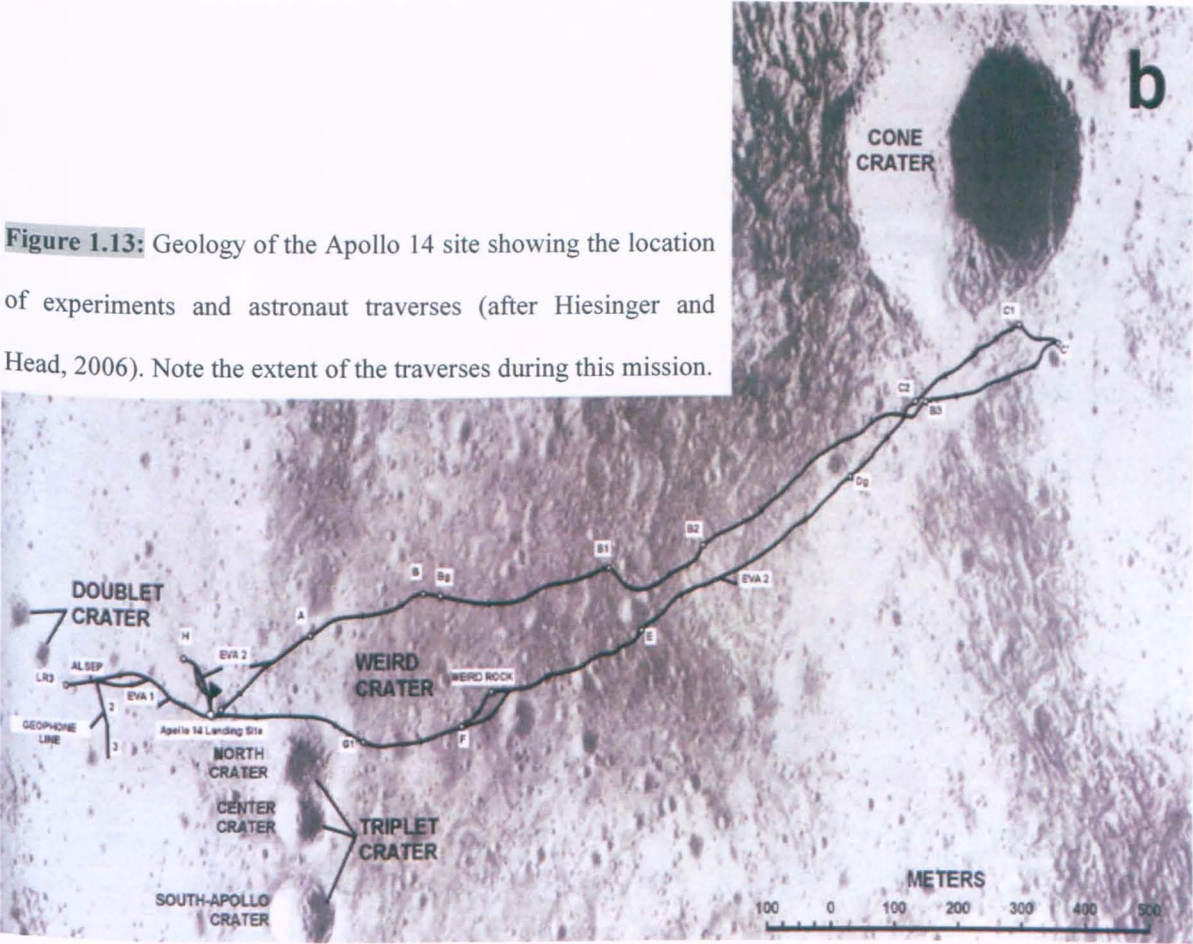 b
CONE
CRATER
Figure 1.13: Geology of the Apollo 14 site showing the location
of experiments and astronaut traverses (after Hiesinger and
Head, 2006). Note the extent of the traverses during this mission.
C1
C'
C2
B3
Dg
B2
B1
EVA 2
B
Bg
DOUBLET
CRATER
A
H
EVA 2
E
WEIRD
CRATER
WEIRD ROCK
ALSEP
LR3
EVA 1
2
GEOPHONE
LINE
3
Apollo 14 Landing Site
G1
F
NORTH
CRATER
CENTER
CRATER
TRIPLET
CRATER
SOUTH-APOLLO
CRATER
METERS
100 0 100 200 300 400 500